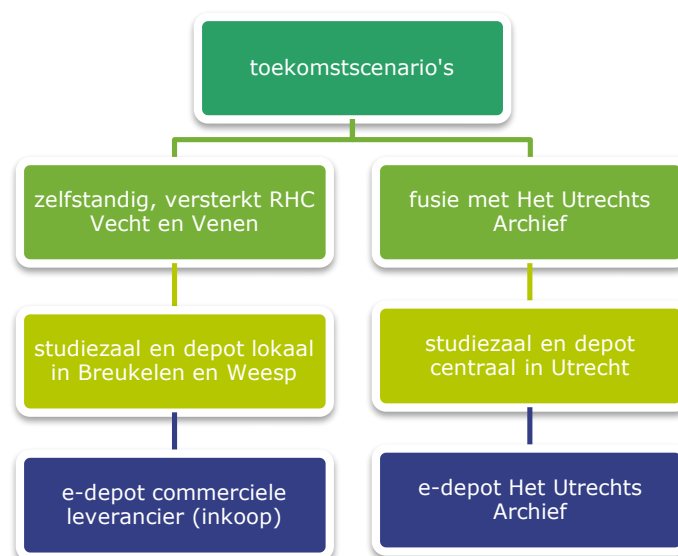 toekomstscenario's
zelfstandig, versterkt RHC
Vecht en Venen
fusie met Het Utrechts
Archief
studiezaal en depot lokaal
in Breukelen en Weesp
studiezaal en depot
centraal in Utrecht
e-depot commerciele
leverancier (inkoop)
e-depot Het Utrechts
Archief